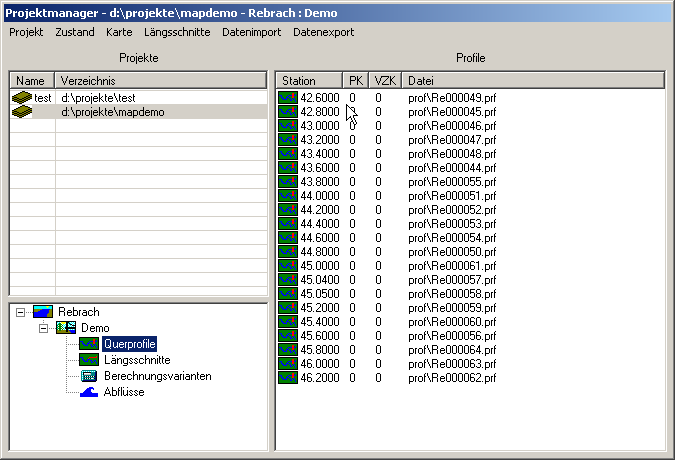 Projektmanager - d:\projekte\mapdemo - Rebrach : Demo
Projekt Zustand Karte Längsschnitte Datenimport Datenexport
Projekte
Name Verzeichnis
test d:\projekte\test
d:\projekte\mapdemo
Rebrach
Demo
Querprofile
Längsschnitte
Berechnungsvarianten
Abflüsse
Profile
Station PK VZK Datei
42.6000 0 0 prof\Re000049.prf
42.8000 0 0 prof\Re000045.prf
43.0000 0 0 prof\Re000046.prf
43.2000 0 0 prof\Re000047.prf
43.4000 0 0 prof\Re000048.prf
43.6000 0 0 prof\Re000044.prf
43.8000 0 0 prof\Re000055.prf
44.0000 0 0 prof\Re000051.prf
44.2000 0 0 prof\Re000052.prf
44.4000 0 0 prof\Re000053.prf
44.6000 0 0 prof\Re000054.prf
44.8000 0 0 prof\Re000050.prf
45.0000 0 0 prof\Re000061.prf
45.0400 0 0 prof\Re000057.prf
45.0500 0 0 prof\Re000058.prf
45.2000 0 0 prof\Re000059.prf
45.4000 0 0 prof\Re000060.prf
45.6000 0 0 prof\Re000056.prf
45.8000 0 0 prof\Re000064.prf
46.0000 0 0 prof\Re000063.prf
46.2000 0 0 prof\Re000062.prf